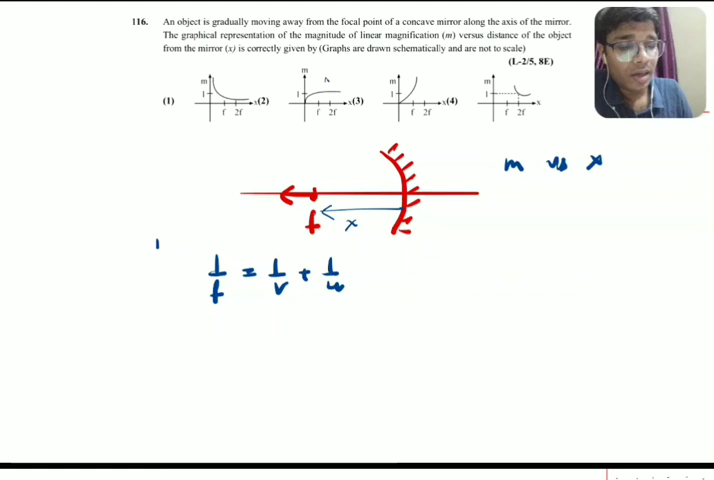 116. An object is gradually moving away from the focal point of a concave mirror along the axis of the mirror.
The graphical representation of the magnitude of linear magnification (m) versus distance of the object
from the mirror (x) is correctly given by (Graphs are drawn schematically and are not to scale)
(L-2/5, 8E)
m m m m
1 1 1 1
(1) x(2) x(3) x(4) x
f 2f f 2f f 2f f 2f
m vs x
f x
1/f = 1/v + 1/u